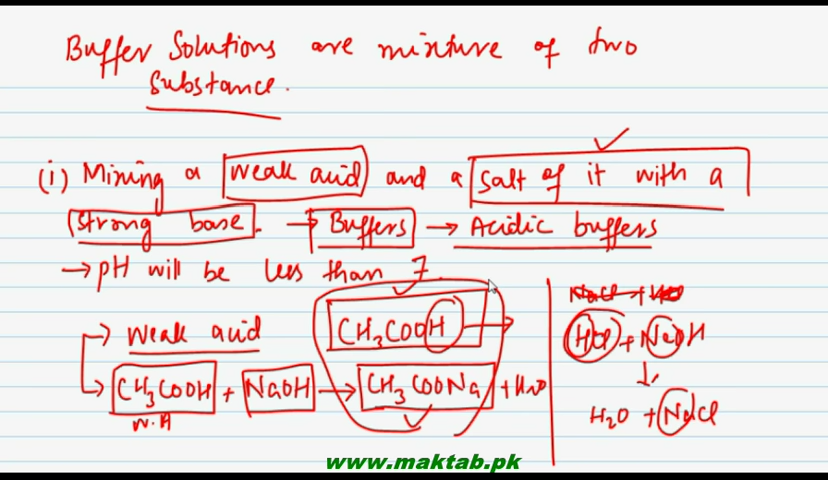 Buffer Solutions are mixture of two
Substance.
(i) Mixing a weak acid and a salt of it with a
strong base. → Buffers → Acidic buffers
→ pH will be less than 7.
weak acid
CH₃COOH →
CH₃COOH + NaOH → CH₃COONa + H₂O
W.A
NaCl + H₂O
HCl + NaOH
↓
H₂O + NaCl
www.maktab.pk